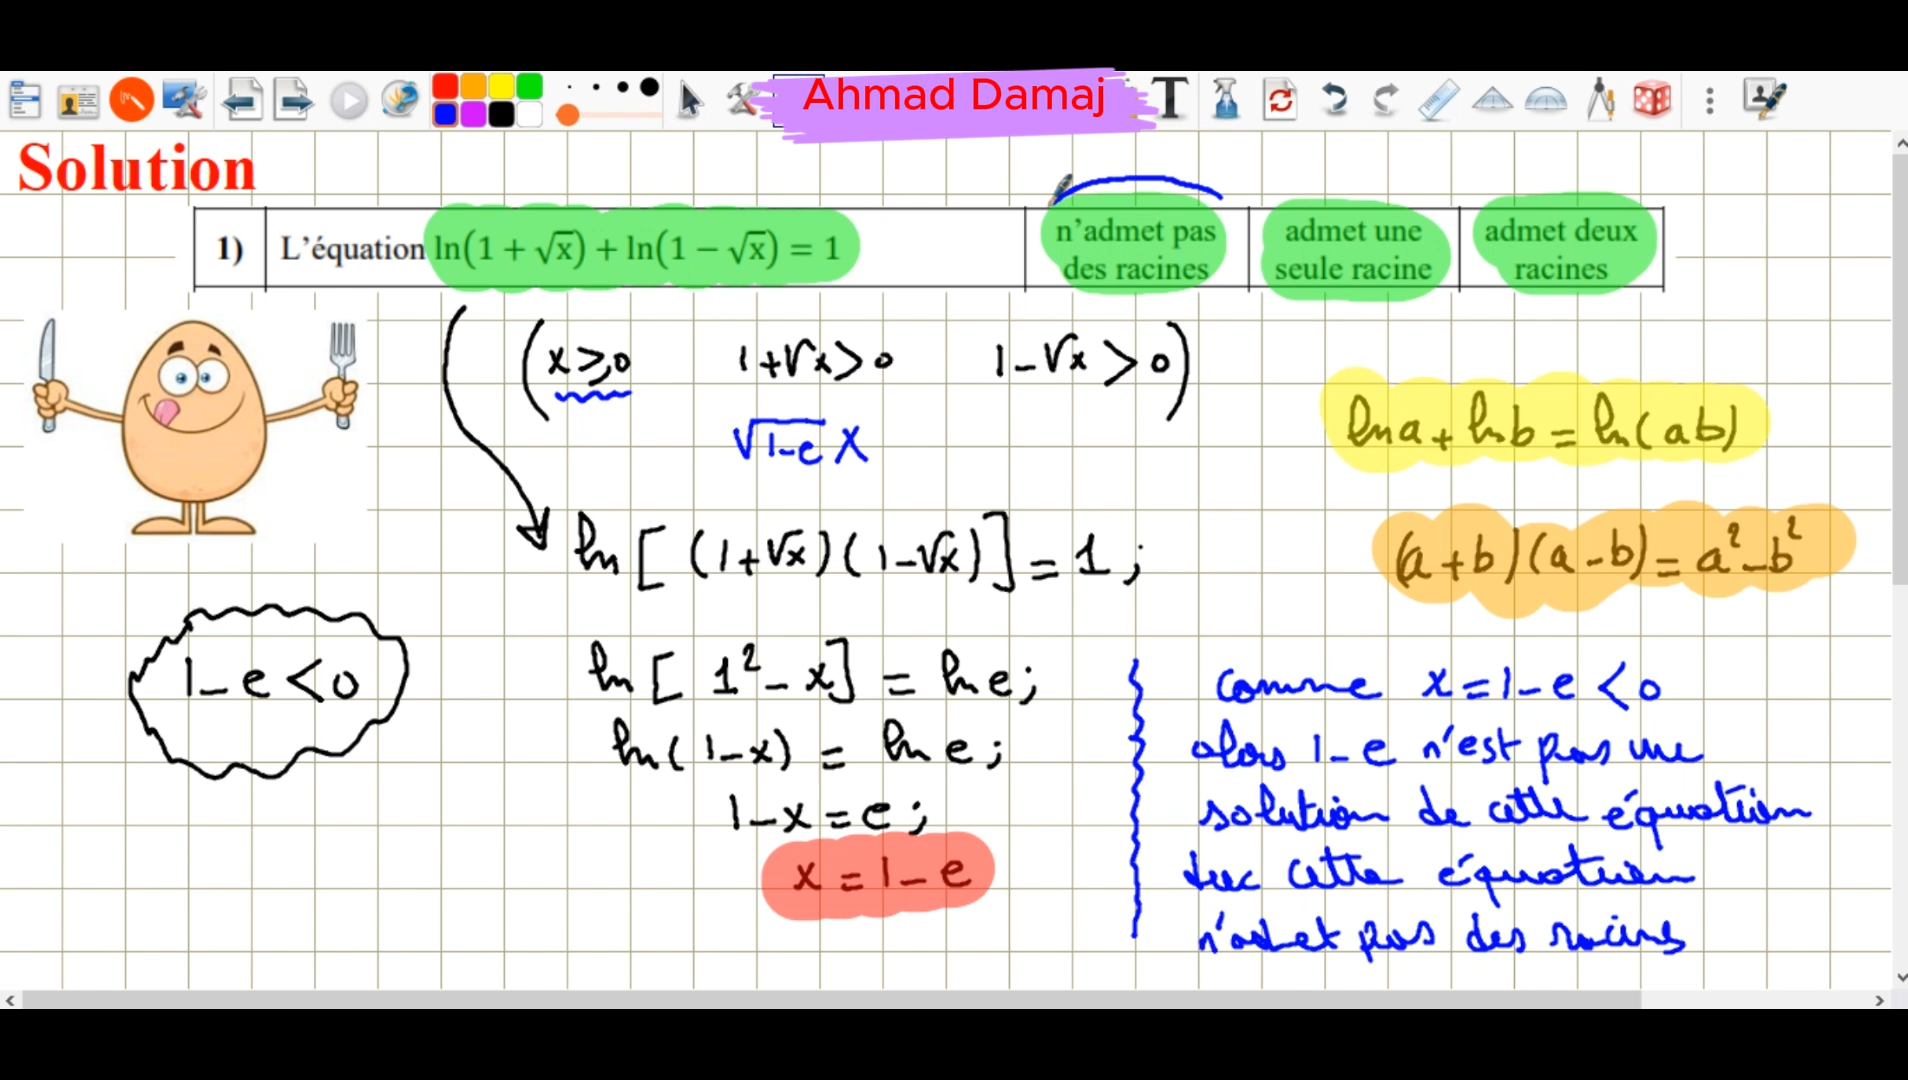 Ahmad Damaj
Solution
1) L'équation ln(1 + √x) + ln(1 − √x) = 1
n'admet pas des racines
admet une seule racine
admet deux racines
(x ≥ 0 1+√x > 0 1−√x > 0)
√1−e X
ln a + ln b = ln(ab)
ln[(1+√x)(1−√x)] = 1 ;
(a+b)(a−b) = a² − b²
1 − e < 0
ln[1² − x] = ln e ;
ln(1−x) = ln e ;
1 − x = e ;
x = 1 − e
comme x = 1 − e < 0
alors 1 − e n'est pas une
solution de cette équation
donc cette équation
n'admet pas des racines